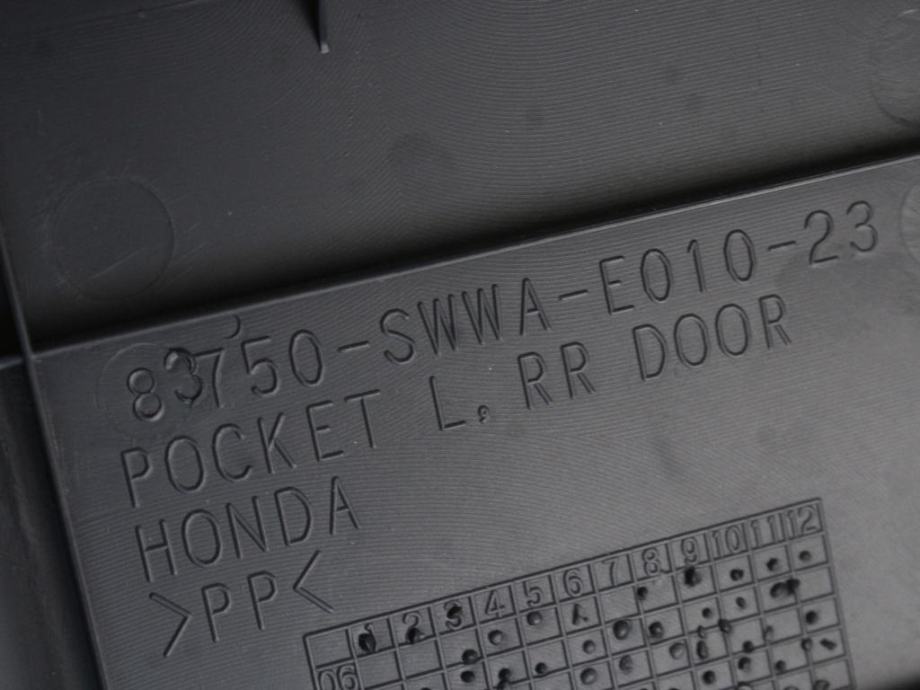 83750-SWWA-E010-23
POCKET L, RR DOOR
HONDA
>PP<
1 2 3 4 5 6 7 8 9 10 11 12
06